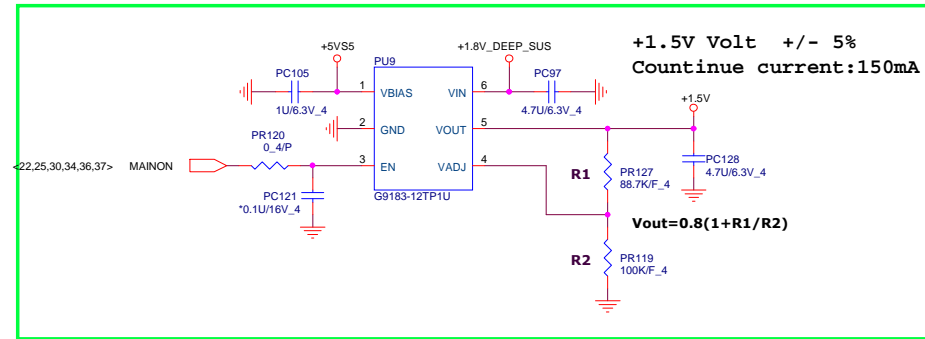 +1.5V Volt +/- 5%
Countinue current:150mA
+5VS5
+1.8V_DEEP_SUS
+1.5V
PC105
1U/6.3V_4
PU9
PC97
4.7U/6.3V_4
1 VBIAS VIN 6
2 GND VOUT 5
3 EN VADJ 4
G9183-12TP1U
<22,25,30,34,36,37> MAINON
PR120
0_4/P
PC121
*0.1U/16V_4
R1
PR127
88.7K/F_4
PC128
4.7U/6.3V_4
Vout=0.8(1+R1/R2)
R2
PR119
100K/F_4